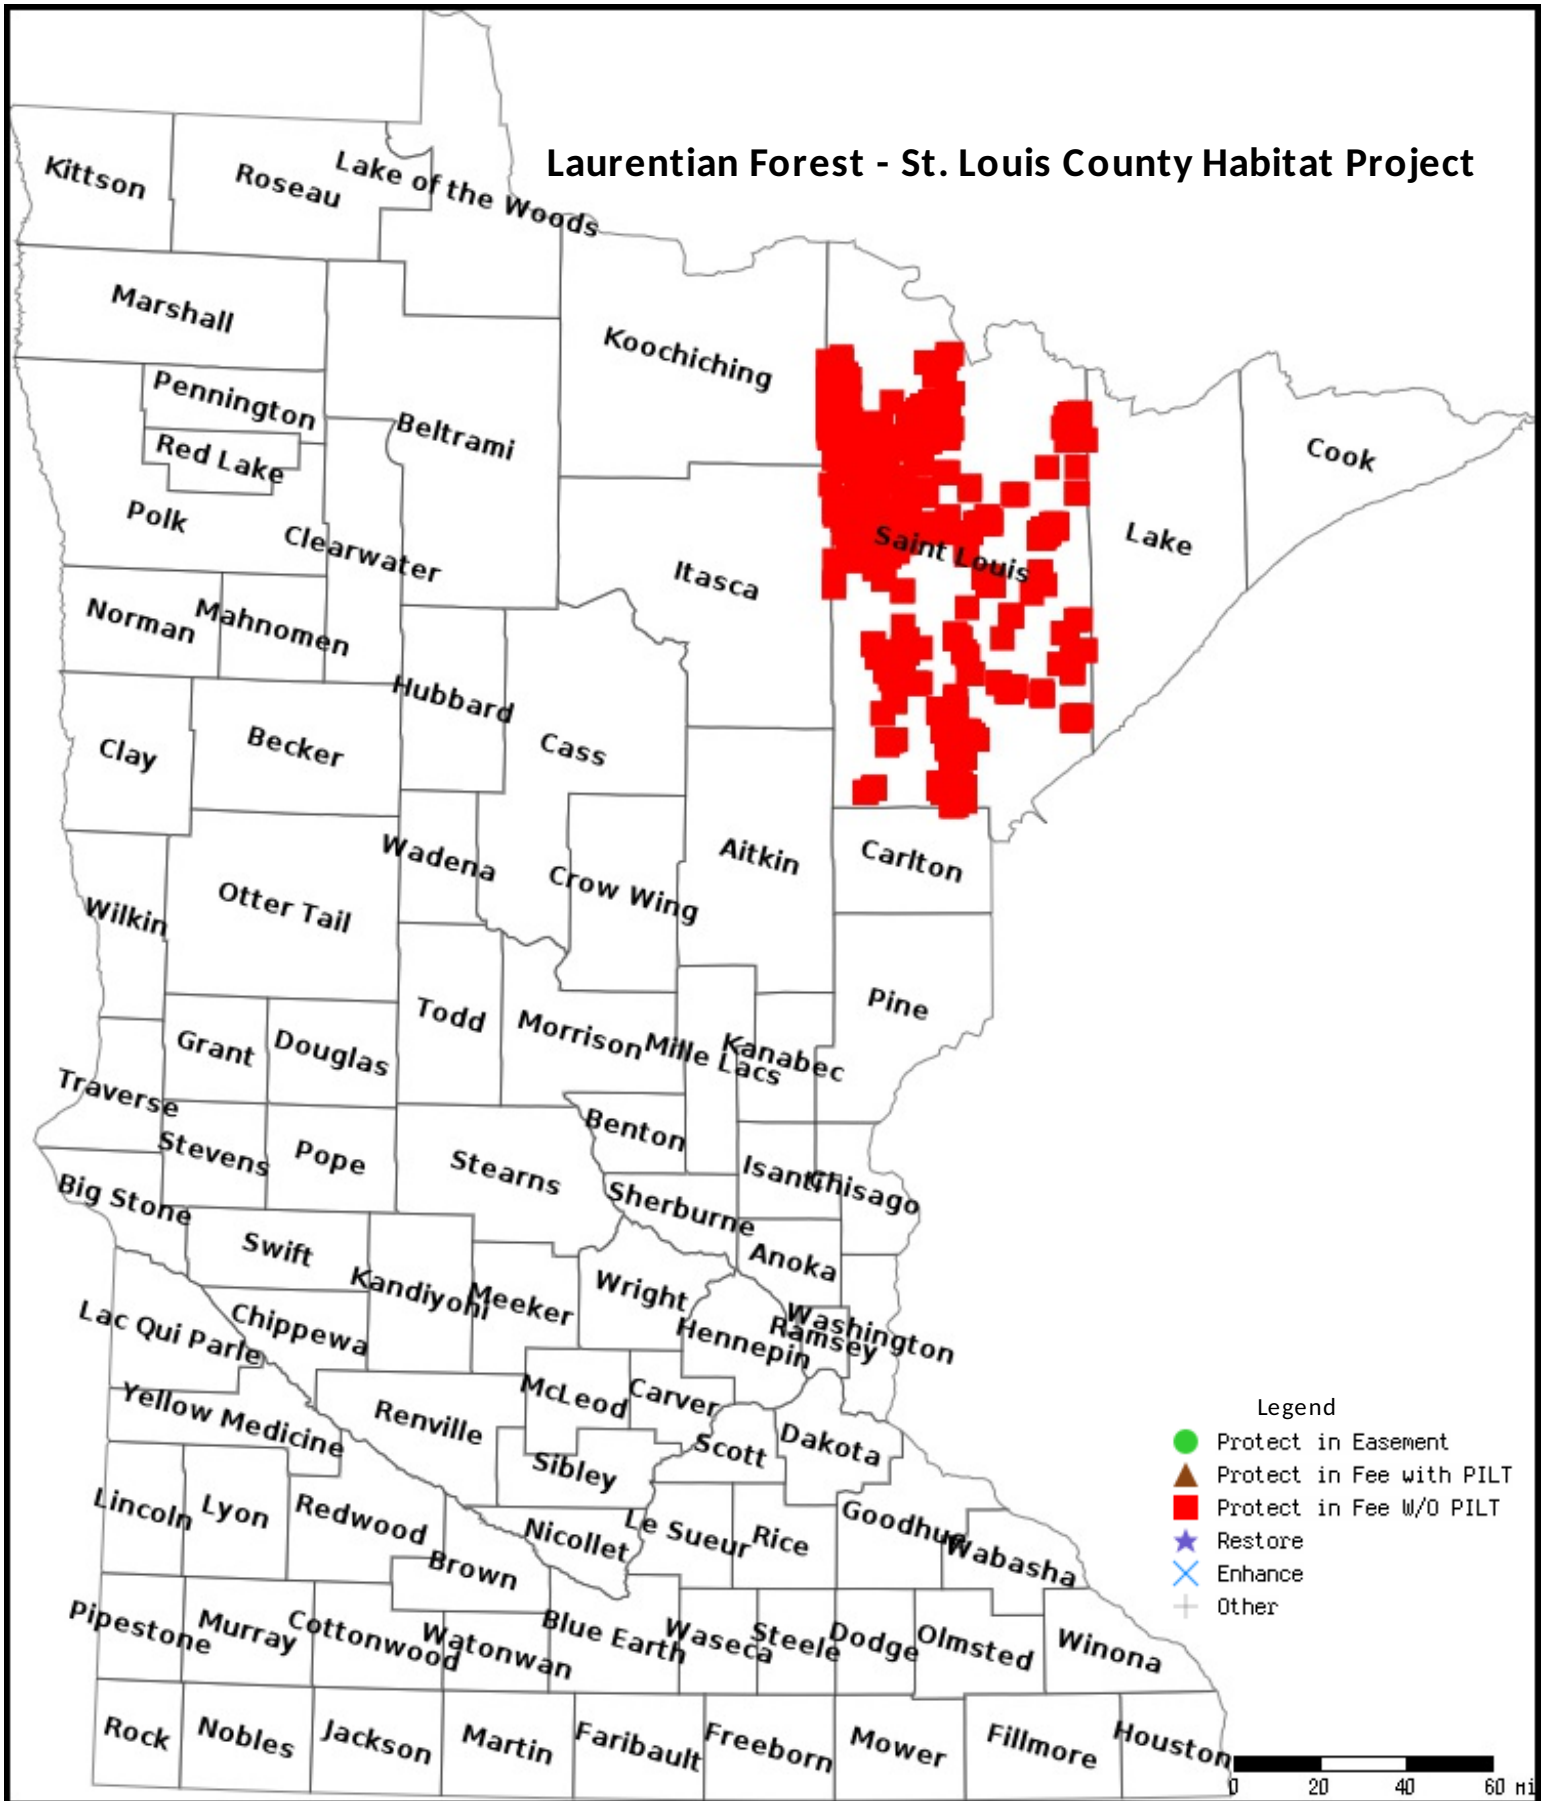 Laurentian Forest - St. Louis County Habitat Project
Kittson
Roseau
Lake of the Woods
Marshall
Koochiching
Pennington
Beltrami
Red Lake
Cook
Polk
Clearwater
Saint Louis
Lake
Itasca
Norman
Mahnomen
Hubbard
Clay
Becker
Cass
Wadena
Aitkin
Carlton
Crow Wing
Otter Tail
Wilkin
Pine
Todd
Morrison
Mille Lacs
Kanabec
Grant
Douglas
Traverse
Benton
Stevens
Pope
Stearns
Isanti
Chisago
Big Stone
Sherburne
Swift
Anoka
Kandiyohi
Meeker
Wright
Washington
Ramsey
Hennepin
Lac Qui Parle
Chippewa
McLeod
Carver
Yellow Medicine
Renville
Scott
Dakota
Sibley
Lincoln
Lyon
Redwood
Nicollet
Le Sueur
Rice
Goodhue
Wabasha
Brown
Pipestone
Murray
Cottonwood
Watonwan
Blue Earth
Waseca
Steele
Dodge
Olmsted
Winona
Rock
Nobles
Jackson
Martin
Faribault
Freeborn
Mower
Fillmore
Houston
Legend
Protect in Easement
Protect in Fee with PILT
Protect in Fee W/O PILT
Restore
Enhance
Other
0 20 40 60 mi